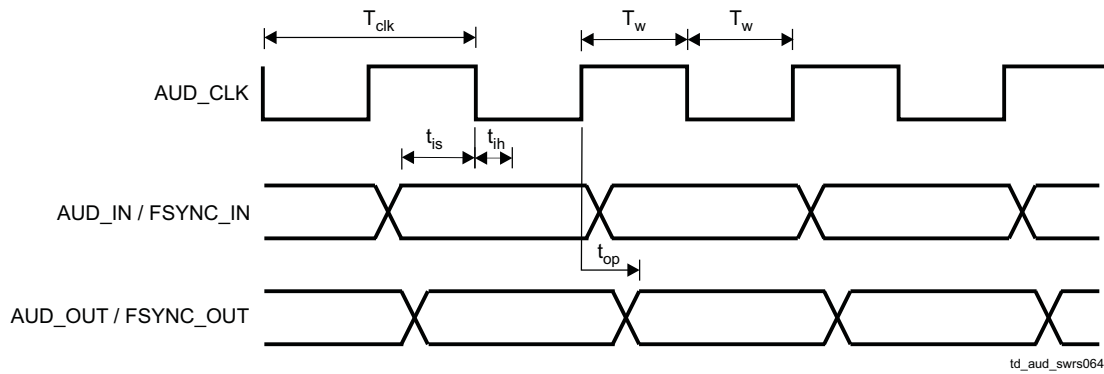 T_clk T_w T_w
AUD_CLK
t_is t_ih
AUD_IN / FSYNC_IN
t_op
AUD_OUT / FSYNC_OUT
td_aud_swrs064